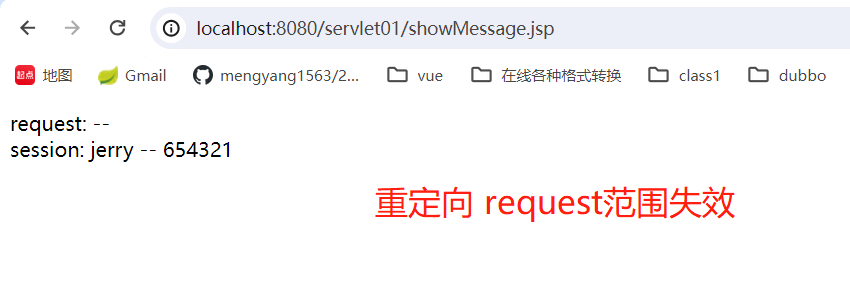 localhost:8080/servlet01/showMessage.jsp
起点 地图 Gmail mengyang1563/2... vue 在线各种格式转换 class1 dubbo
request: --
session: jerry -- 654321
重定向 request范围失效